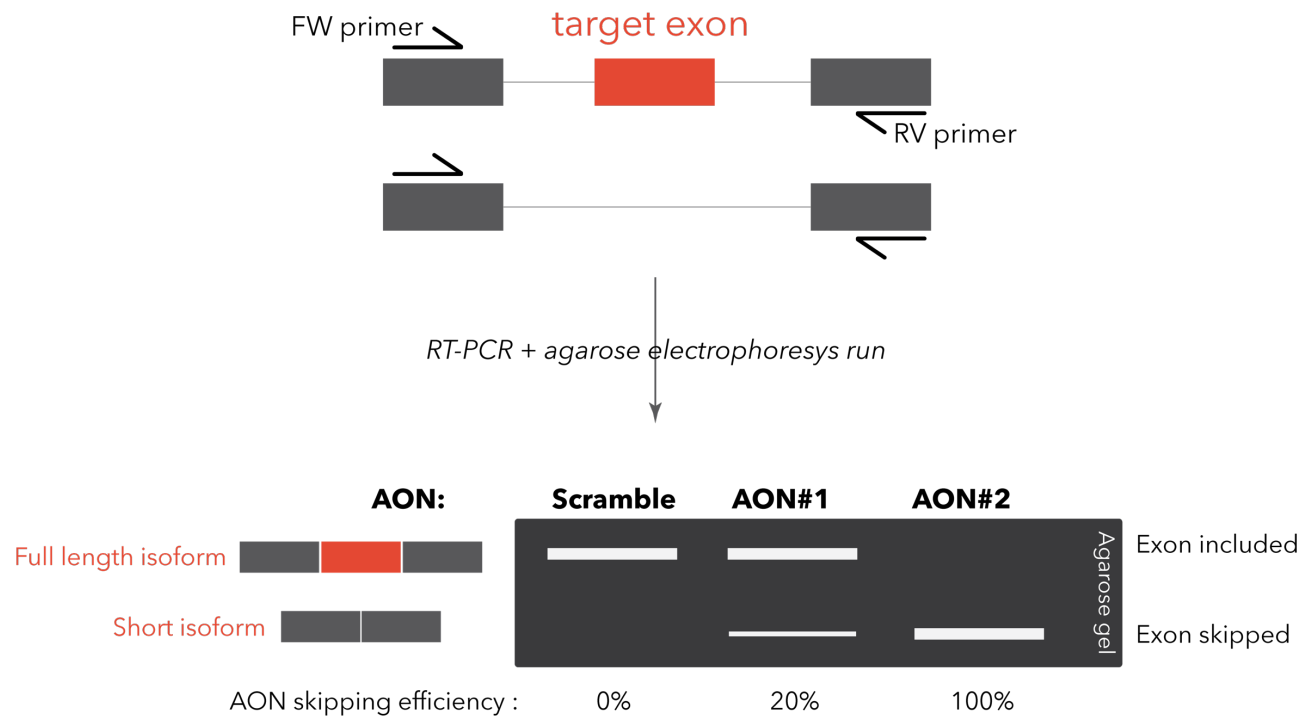 FW primer
target exon
RV primer
RT-PCR + agarose electrophoresys run
AON:
Scramble
AON#1
AON#2
Full length isoform
Exon included
Short isoform
Exon skipped
Agarose gel
AON skipping efficiency :
0%
20%
100%